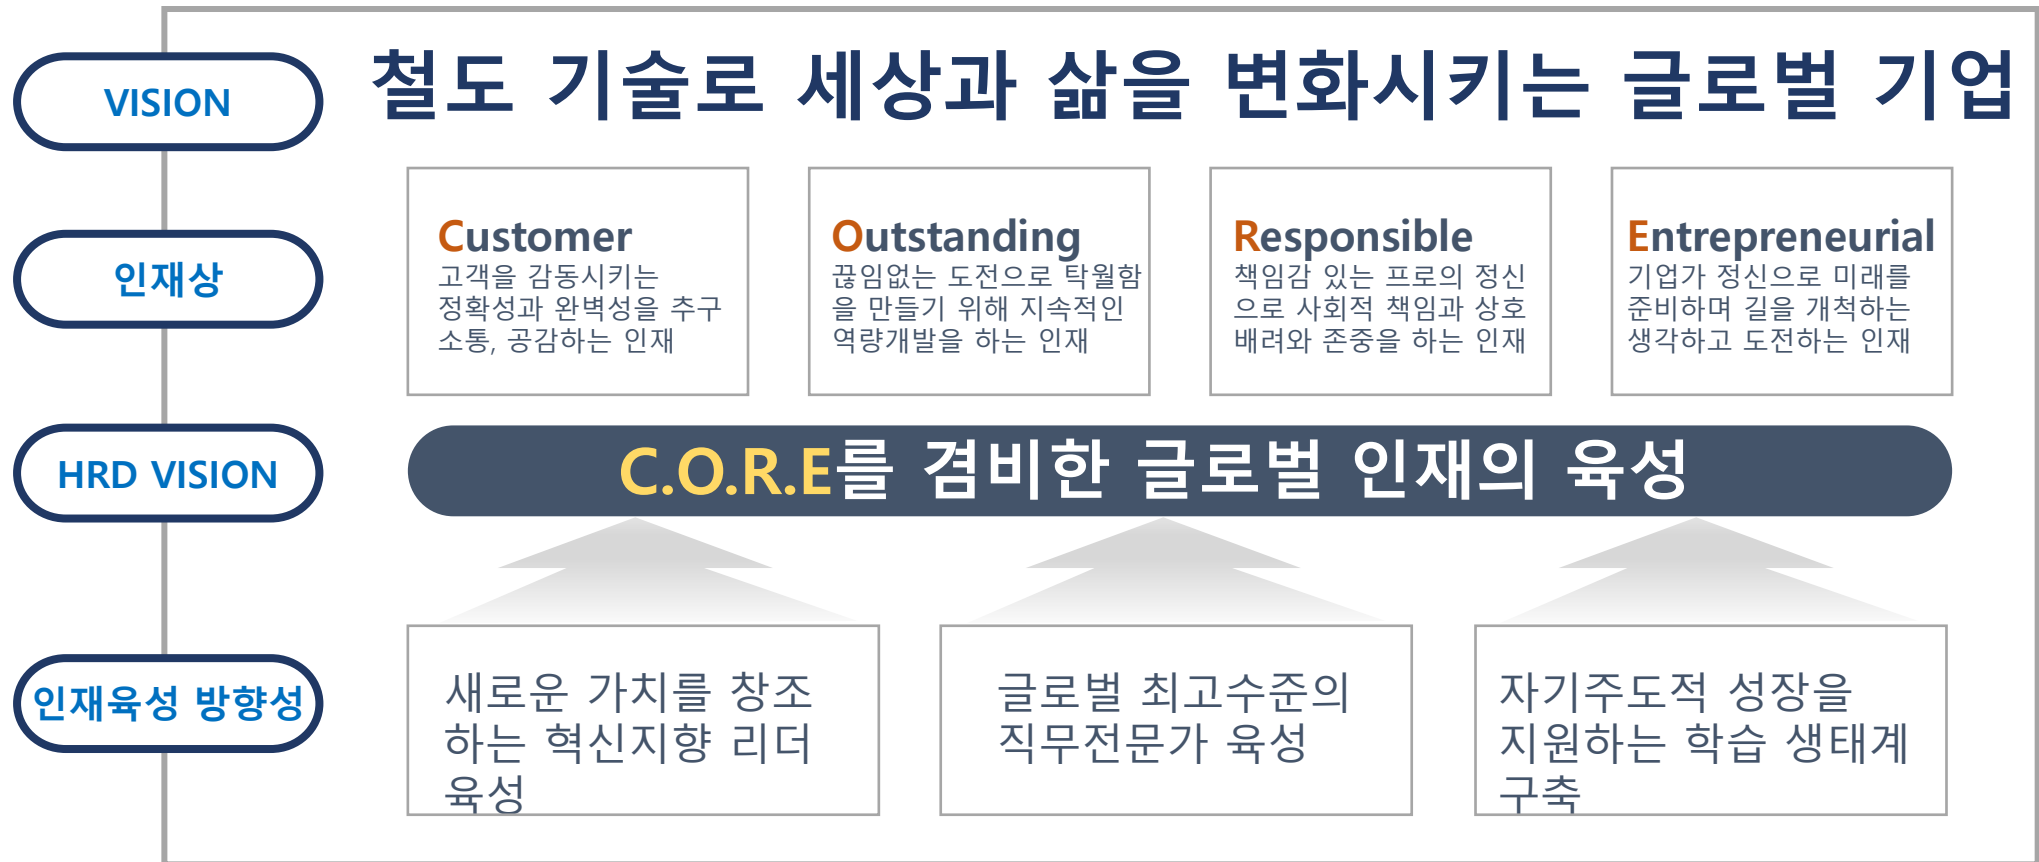 VISION
철도 기술로 세상과 삶을 변화시키는 글로벌 기업
인재상
Customer
고객을 감동시키는
정확성과 완벽성을 추구
소통, 공감하는 인재
Outstanding
끊임없는 도전으로 탁월함
을 만들기 위해 지속적인
역량개발을 하는 인재
Responsible
책임감 있는 프로의 정신
으로 사회적 책임과 상호
배려와 존중을 하는 인재
Entrepreneurial
기업가 정신으로 미래를
준비하며 길을 개척하는
생각하고 도전하는 인재
HRD VISION
C.O.R.E를 겸비한 글로벌 인재의 육성
인재육성 방향성
새로운 가치를 창조
하는 혁신지향 리더
육성
글로벌 최고수준의
직무전문가 육성
자기주도적 성장을
지원하는 학습 생태계
구축